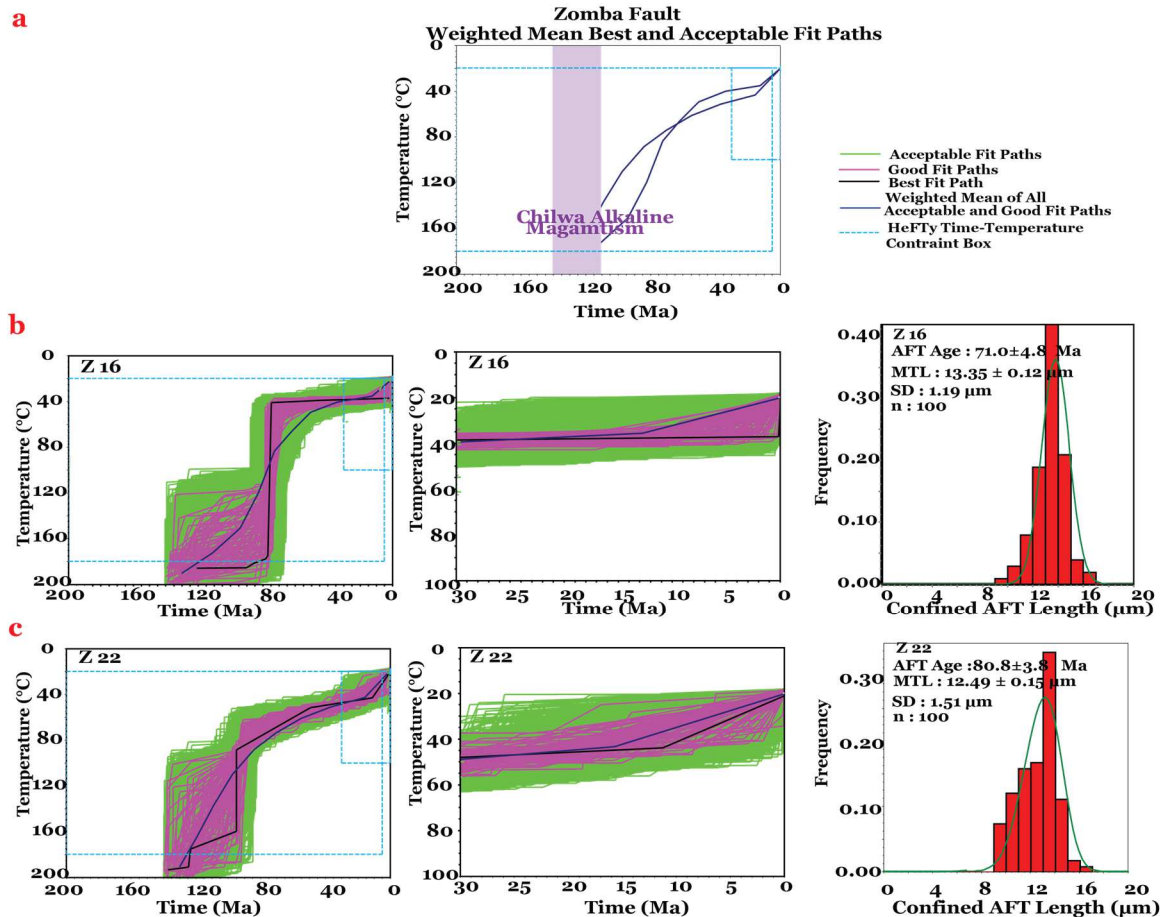 a
Zomba Fault
Weighted Mean Best and Acceptable Fit Paths
0
40
80
120
160
200
Temperature (°C)
Chilwa Alkaline
Magamtism
200
160
120
80
40
0
Time (Ma)
Acceptable Fit Paths
Good Fit Paths
Best Fit Path
Weighted Mean of All
Acceptable and Good Fit Paths
HeFTy Time-Temperature
Contraint Box
b
Z 16
0
40
80
120
160
200
Temperature (°C)
200
160
120
80
40
0
Time (Ma)
Z 16
0
20
40
60
80
100
Temperature (°C)
30
25
20
15
10
5
0
Time (Ma)
Z 16
AFT Age : 71.0±4.8 Ma
MTL : 13.35 ± 0.12 µm
SD : 1.19 µm
n : 100
0.40
0.30
0.20
0.10
0.00
Frequency
0
4
8
12
16
20
Confined AFT Length (µm)
c
Z 22
0
40
80
120
160
200
Temperature (°C)
200
160
120
80
40
0
Time (Ma)
Z 22
0
20
40
60
80
100
Temperature (°C)
30
25
20
15
10
5
0
Time (Ma)
Z 22
AFT Age :80.8±3.8 Ma
MTL : 12.49 ± 0.15 µm
SD : 1.51 µm
n : 100
0.30
0.20
0.10
0.00
Frequency
0
4
8
12
16
20
Confined AFT Length (µm)